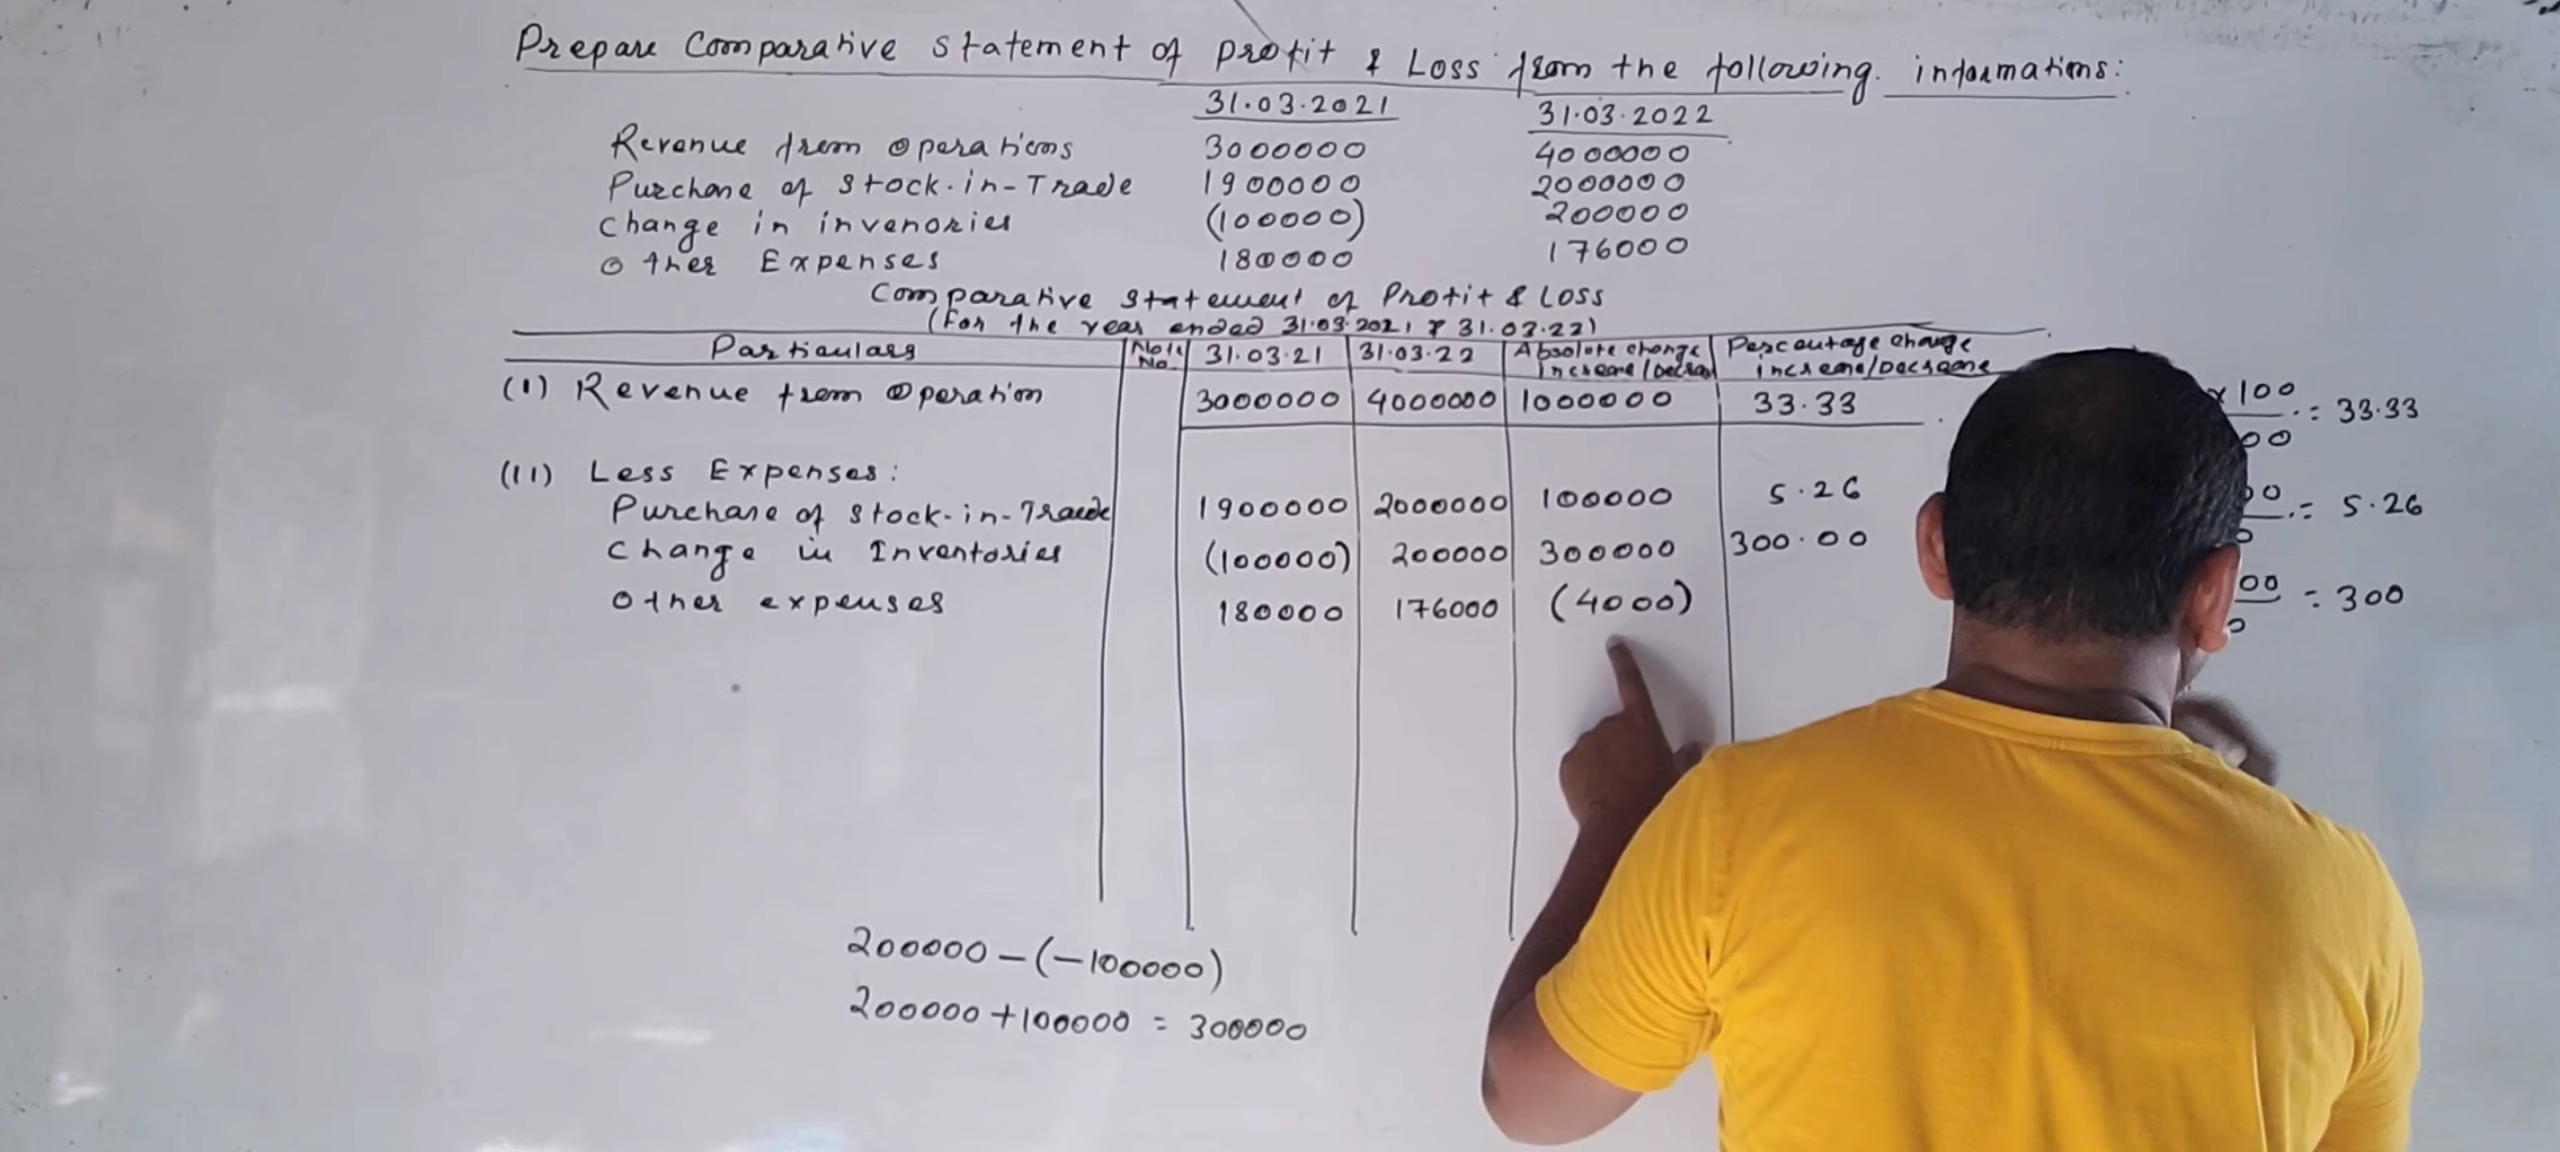 Prepare Comparative statement of profit & Loss from the following informations:
31.03.2021 31.03.2022
Revenue from operations 3000000 4000000
Purchase of Stock-in-Trade 1900000 2000000
Change in invenories (100000) 200000
Other Expenses 180000 176000
Comparative statement of Profit & Loss
(For the year ended 31.03.2021 & 31.03.22)
Particulars Note No. 31.03.21 31.03.22 Absolute change Increase/Decrea Percentage change increase/Decrease
(I) Revenue from operation 3000000 4000000 1000000 33.33
x100
00 = 33.33
(II) Less Expenses:
Purchase of stock-in-Trade 1900000 2000000 100000 5.26
= 5.26
Change in Inventories (100000) 200000 300000 300.00
Other expenses 180000 176000 (4000)
00
= 300
200000-(-100000)
200000+100000 = 300000